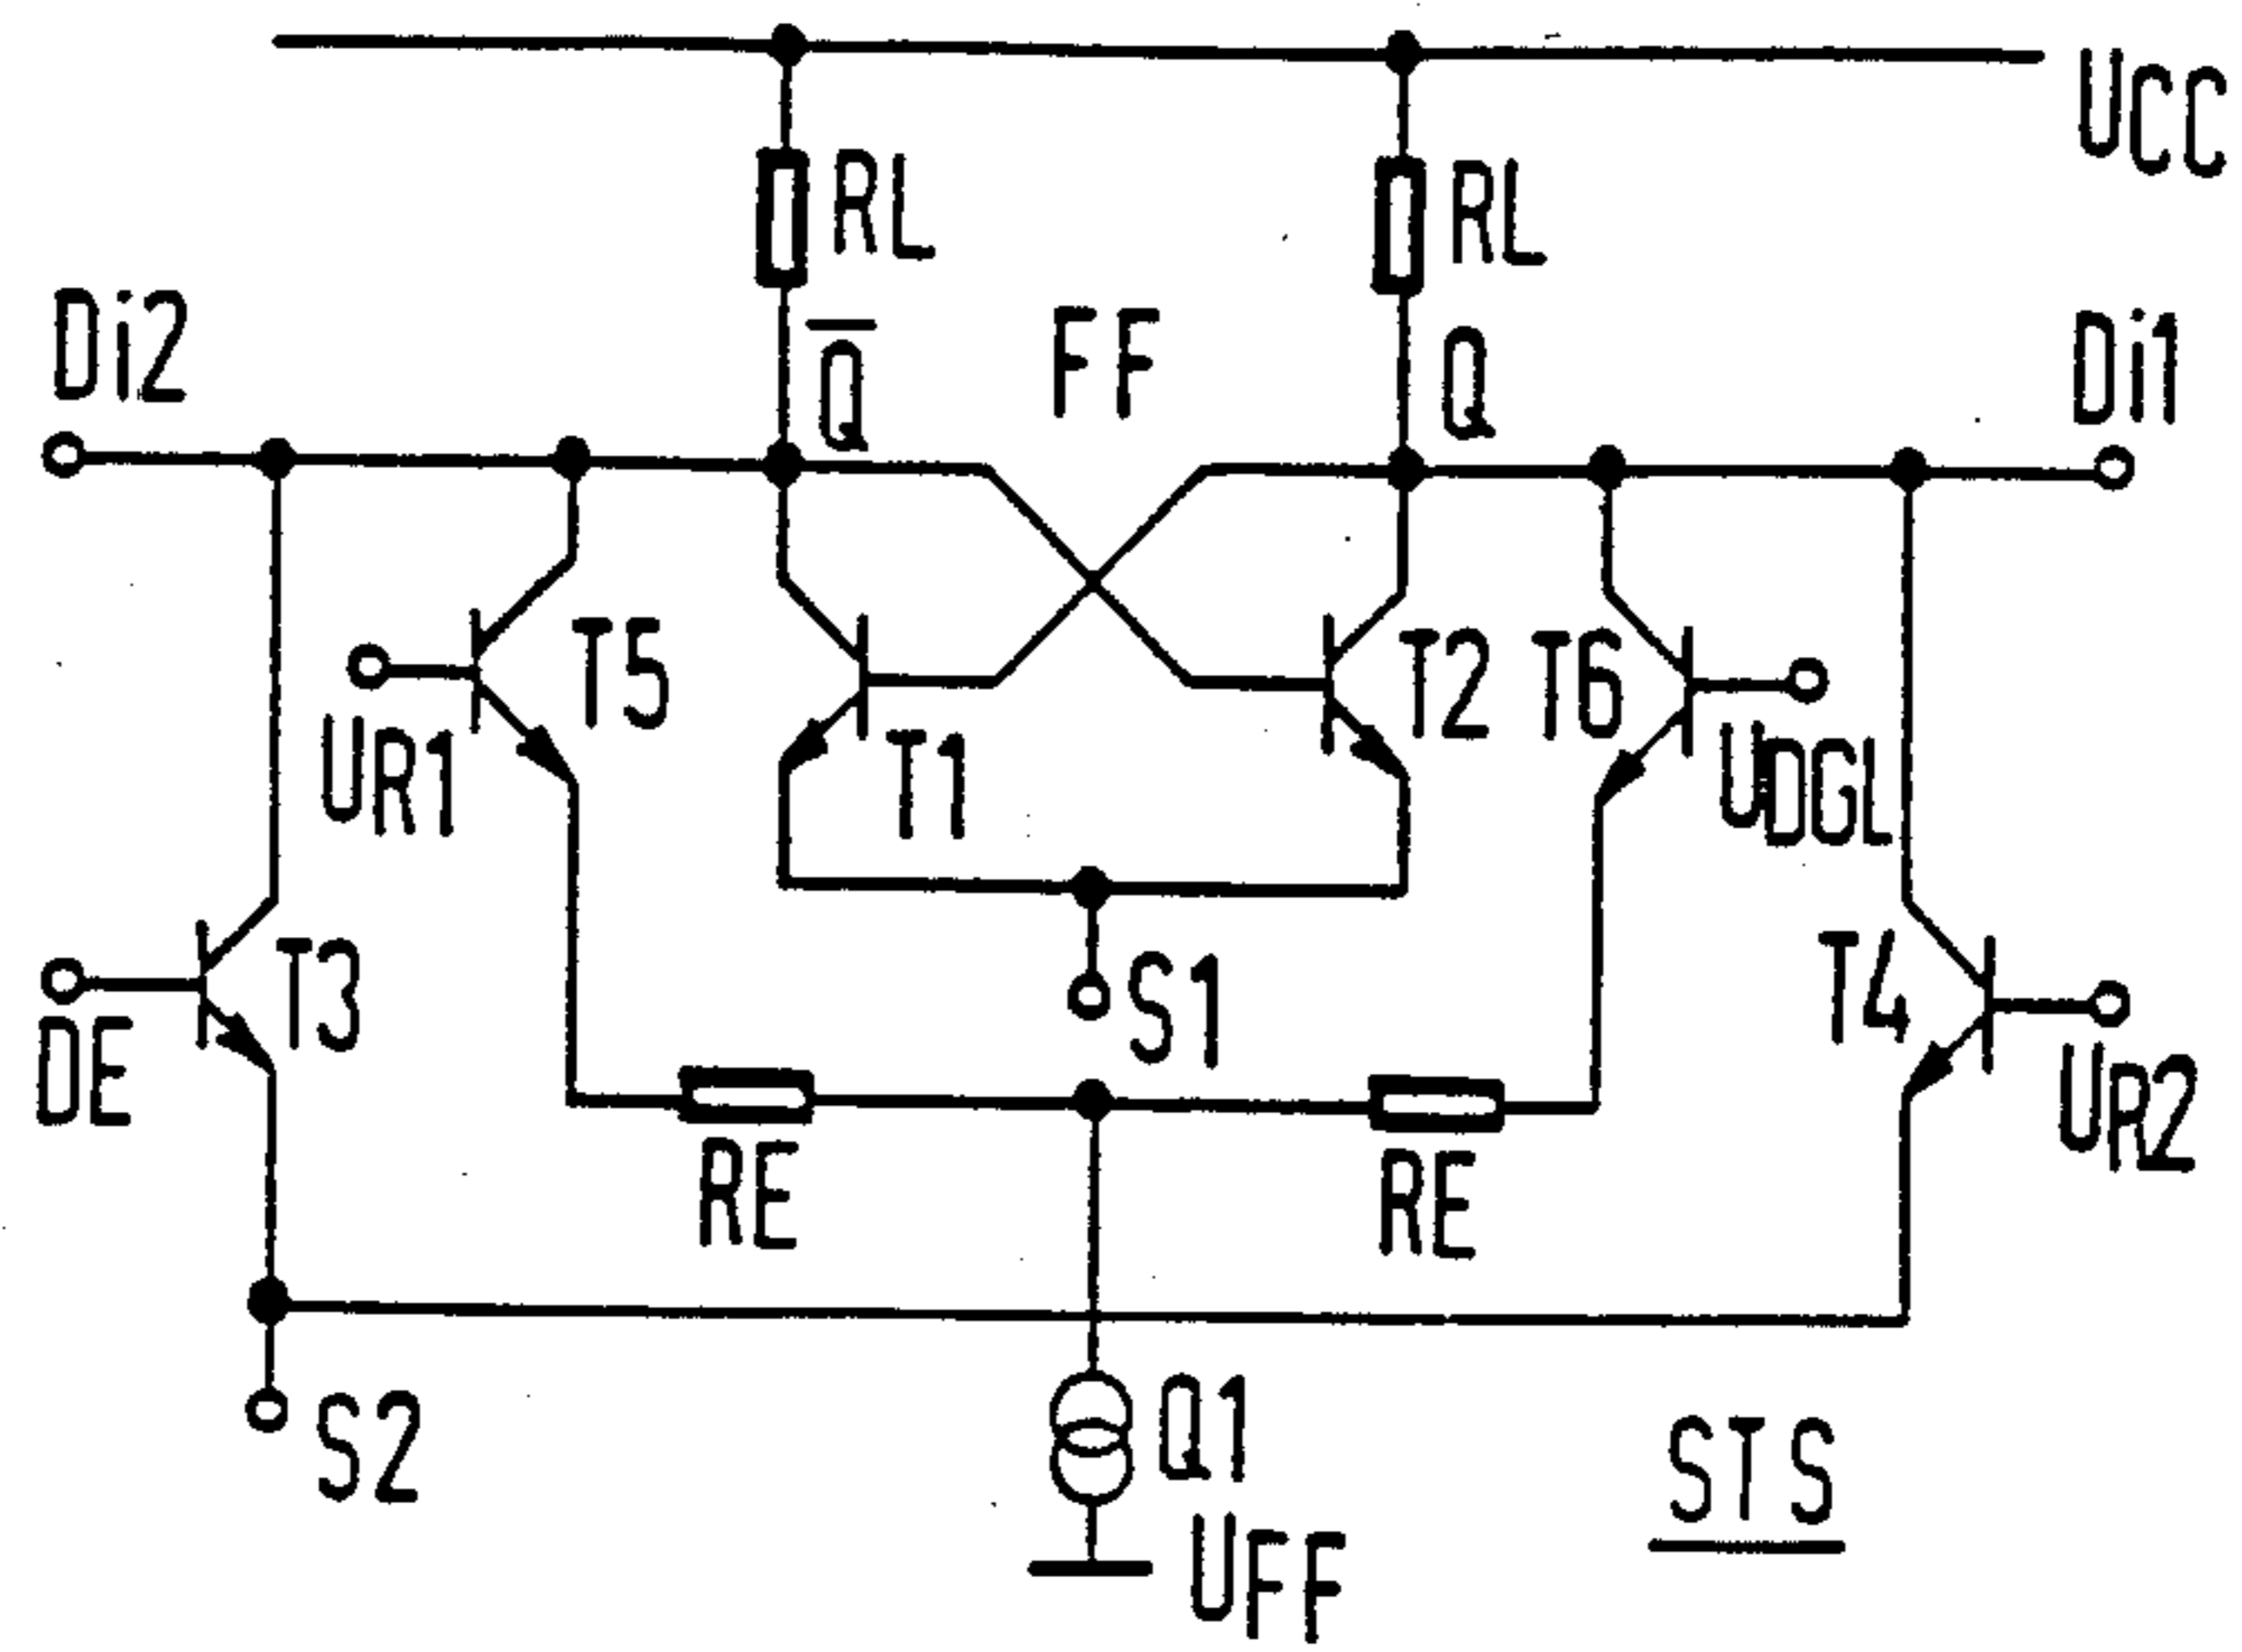 UCC
RL
RL
Di2
FF
Di1
Q
Q
T5
T2
T6
UR1
T1
UDGL
T3
S1
T4
DE
UR2
RE
RE
S2
Q1
STS
UFF